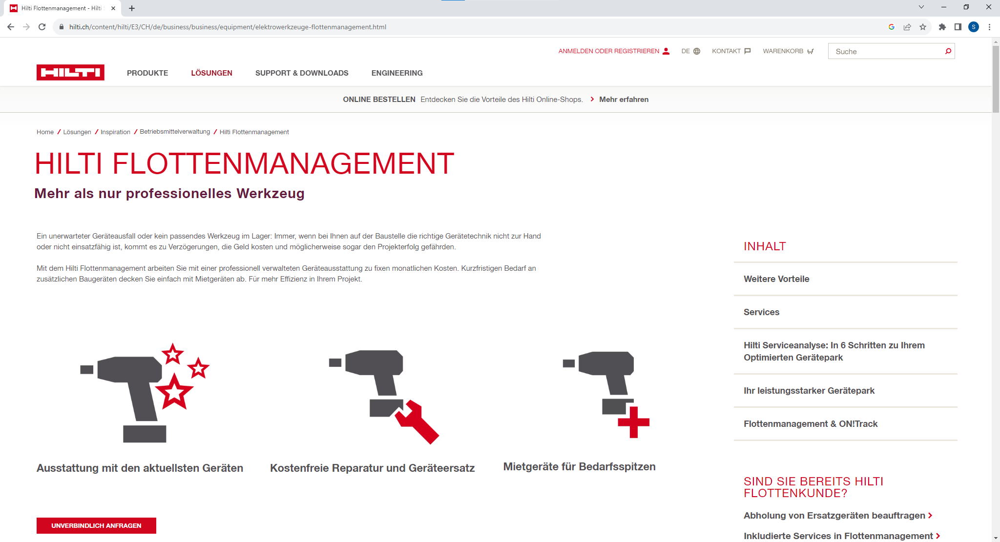 Hilti Flottenmanagement - Hilti
hilti.ch/content/hilti/E3/CH/de/business/business/equipment/elektrowerkzeuge-flottenmanagement.html
S
ANMELDEN ODER REGISTRIEREN DE KONTAKT WARENKORB Suche
HILTI PRODUKTE LÖSUNGEN SUPPORT & DOWNLOADS ENGINEERING
ONLINE BESTELLEN Entdecken Sie die Vorteile des Hilti Online-Shops. Mehr erfahren
Home / Lösungen / Inspiration / Betriebsmittelverwaltung / Hilti Flottenmanagement
HILTI FLOTTENMANAGEMENT
Mehr als nur professionelles Werkzeug
Ein unerwarteter Geräteausfall oder kein passendes Werkzeug im Lager: Immer, wenn bei Ihnen auf der Baustelle die richtige Gerätetechnik nicht zur Hand
oder nicht einsatzfähig ist, kommt es zu Verzögerungen, die Geld kosten und möglicherweise sogar den Projekterfolg gefährden.
Mit dem Hilti Flottenmanagement arbeiten Sie mit einer professionell verwalteten Geräteausstattung zu fixen monatlichen Kosten. Kurzfristigen Bedarf an
zusätzlichen Baugeräten decken Sie einfach mit Mietgeräten ab. Für mehr Effizienz in Ihrem Projekt.
Ausstattung mit den aktuellsten Geräten
Kostenfreie Reparatur und Geräteersatz
Mietgeräte für Bedarfsspitzen
UNVERBINDLICH ANFRAGEN
INHALT
Weitere Vorteile
Services
Hilti Serviceanalyse: In 6 Schritten zu Ihrem
Optimierten Gerätepark
Ihr leistungsstarker Gerätepark
Flottenmanagement & ON!Track
SIND SIE BEREITS HILTI
FLOTTENKUNDE?
Abholung von Ersatzgeräten beauftragen
Inkludierte Services in Flottenmanagement